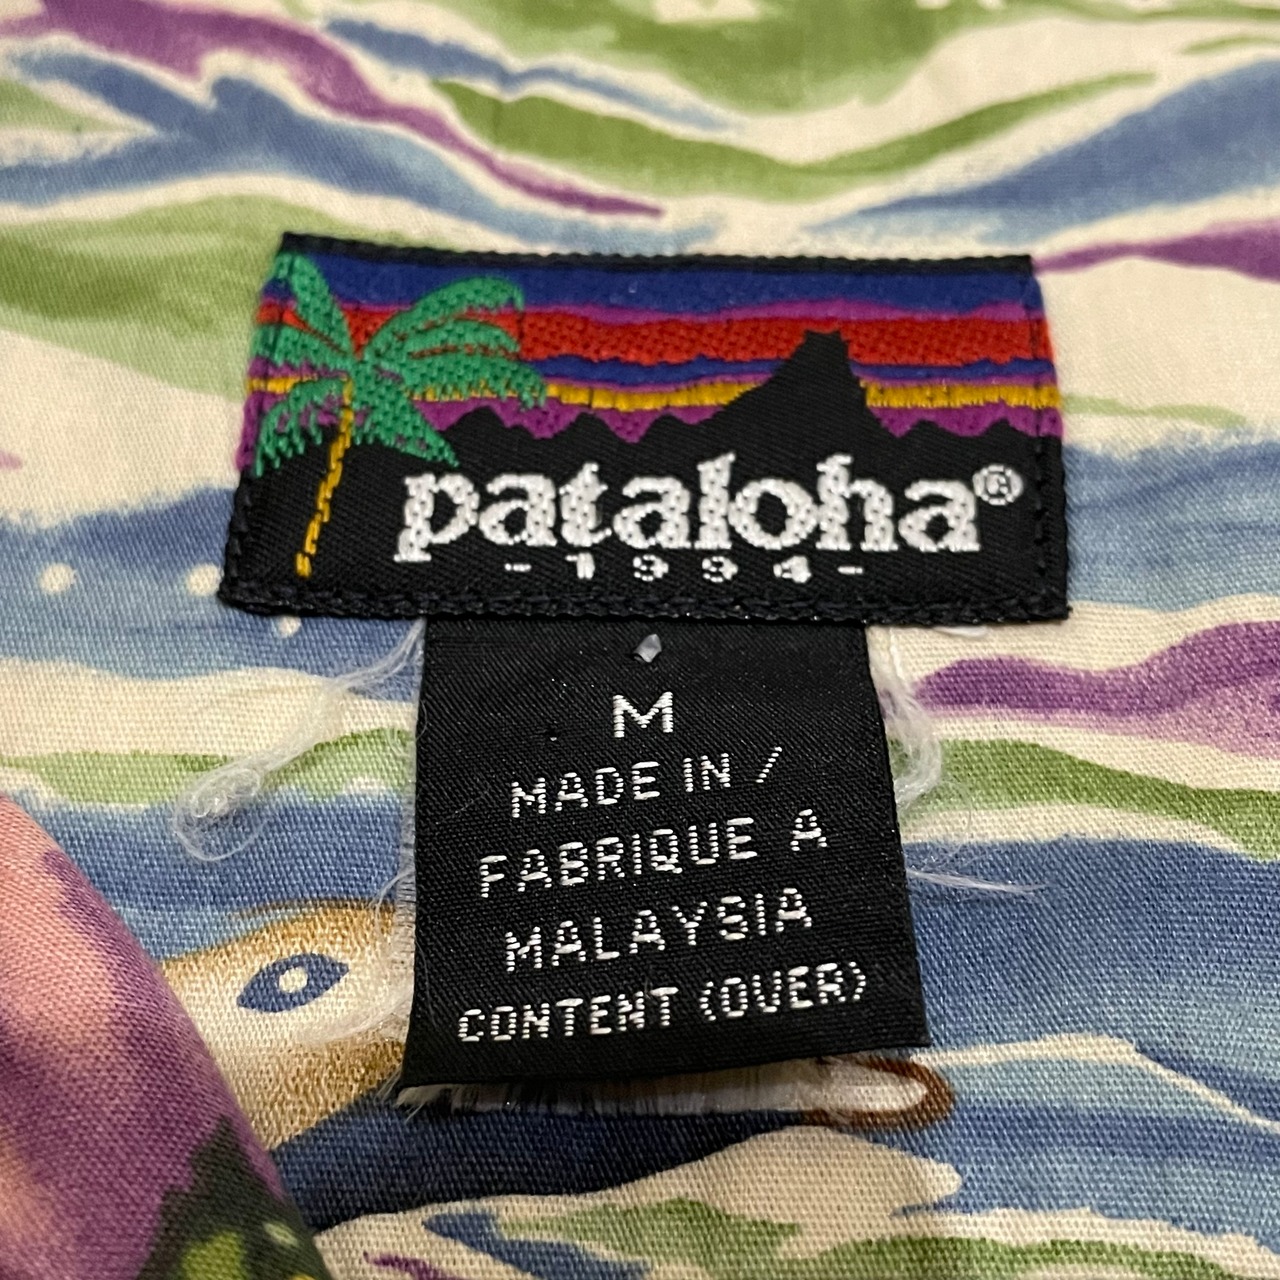 pataloha®
-1994-
M
MADE IN /
FABRIQUE A
MALAYSIA
CONTENT (OVER)